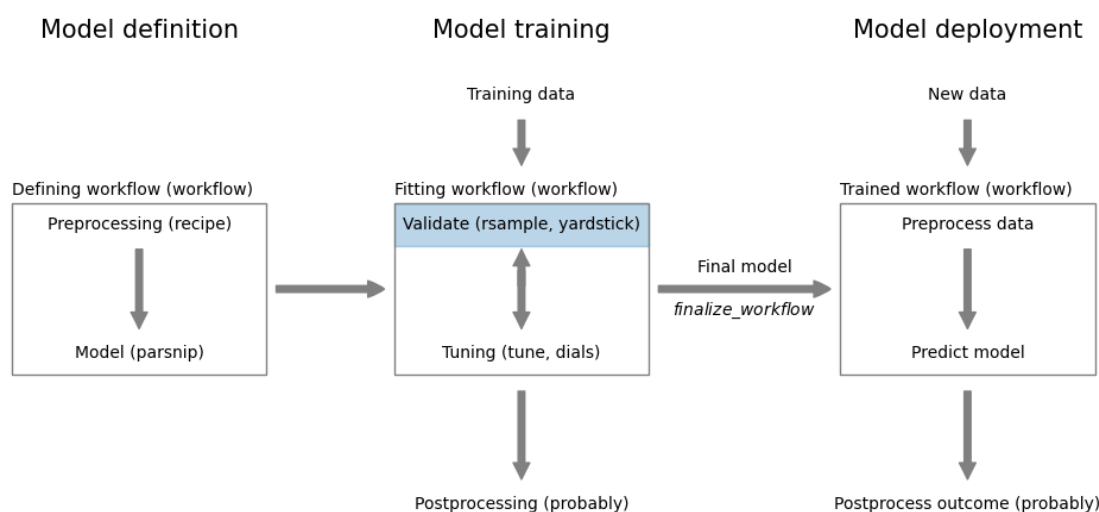 Model definition
Model training
Model deployment
Training data
New data
Defining workflow (workflow)
Fitting workflow (workflow)
Trained workflow (workflow)
Preprocessing (recipe)
Validate (rsample, yardstick)
Preprocess data
Final model
finalize_workflow
Model (parsnip)
Tuning (tune, dials)
Predict model
Postprocessing (probably)
Postprocess outcome (probably)